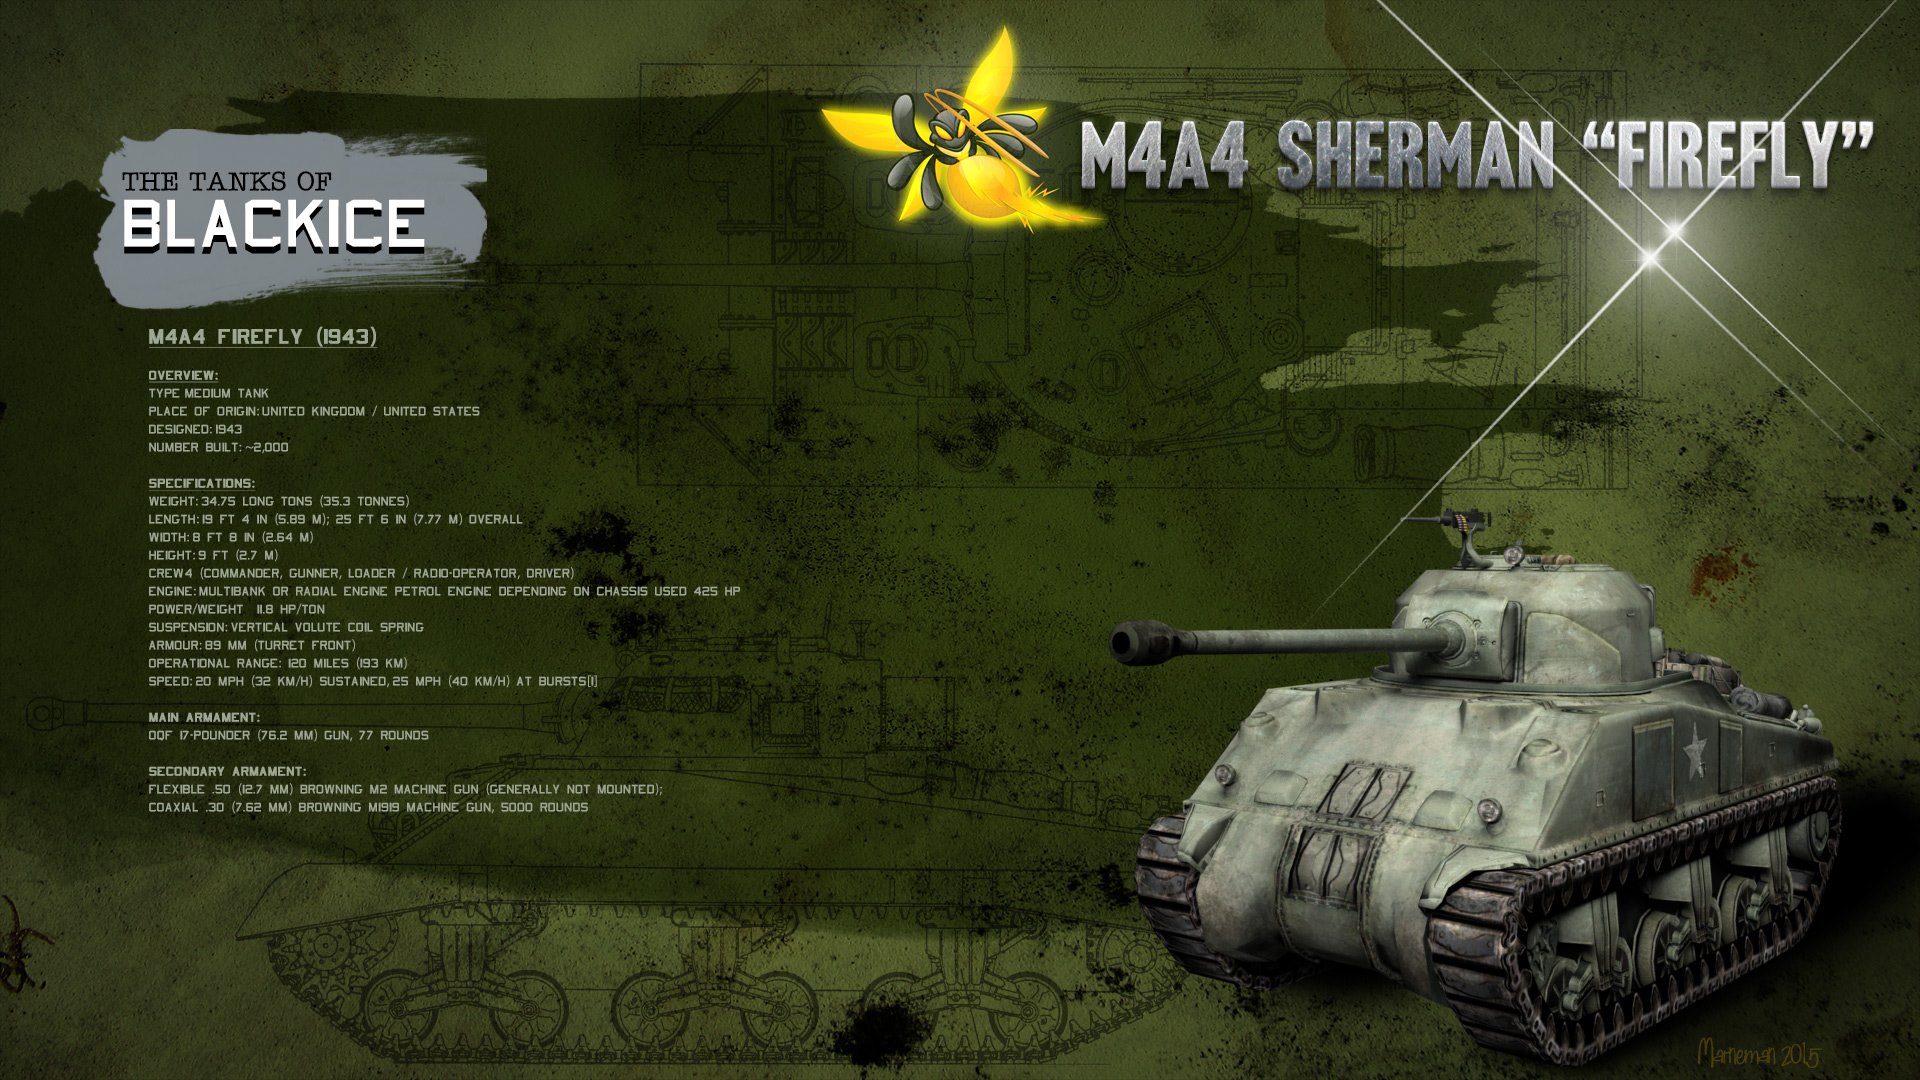 THE TANKS OF
BLACKICE
M4A4 SHERMAN “FIREFLY”
M4A4 FIREFLY (1943)
OVERVIEW:
TYPE MEDIUM TANK
PLACE OF ORIGIN: UNITED KINGDOM / UNITED STATES
DESIGNED: 1943
NUMBER BUILT: ~2,000
SPECIFICATIONS:
WEIGHT: 34.75 LONG TONS (35.3 TONNES)
LENGTH: 19 FT 4 IN (5.89 M); 25 FT 6 IN (7.77 M) OVERALL
WIDTH: 8 FT 8 IN (2.64 M)
HEIGHT: 9 FT (2.7 M)
CREW4 (COMMANDER, GUNNER, LOADER / RADIO-OPERATOR, DRIVER)
ENGINE: MULTIBANK OR RADIAL ENGINE PETROL ENGINE DEPENDING ON CHASSIS USED 425 HP
POWER/WEIGHT 11.8 HP/TON
SUSPENSION: VERTICAL VOLUTE COIL SPRING
ARMOUR: 89 MM (TURRET FRONT)
OPERATIONAL RANGE: 120 MILES (193 KM)
SPEED: 20 MPH (32 KM/H) SUSTAINED, 25 MPH (40 KM/H) AT BURSTS[1]
MAIN ARMAMENT:
OQF 17-POUNDER (76.2 MM) GUN, 77 ROUNDS
SECONDARY ARMAMENT:
FLEXIBLE .50 (12.7 MM) BROWNING M2 MACHINE GUN (GENERALLY NOT MOUNTED);
COAXIAL .30 (7.62 MM) BROWNING M1919 MACHINE GUN, 5000 ROUNDS
Marneman 2015